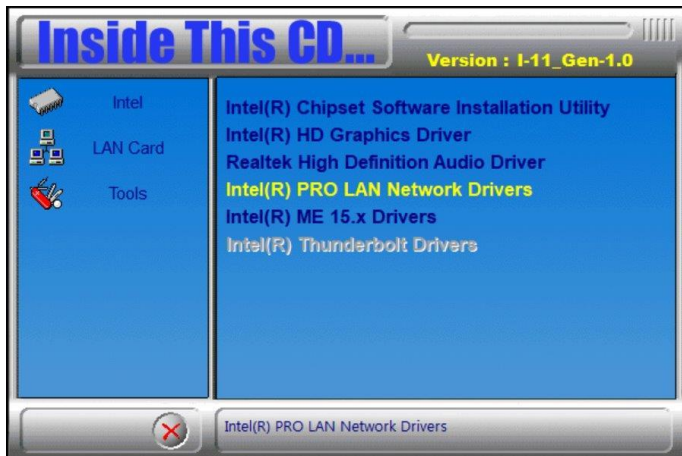 Inside This CD...
Version : I-11_Gen-1.0
Intel
LAN Card
Tools
Intel(R) Chipset Software Installation Utility
Intel(R) HD Graphics Driver
Realtek High Definition Audio Driver
Intel(R) PRO LAN Network Drivers
Intel(R) ME 15.x Drivers
Intel(R) Thunderbolt Drivers
Intel(R) PRO LAN Network Drivers